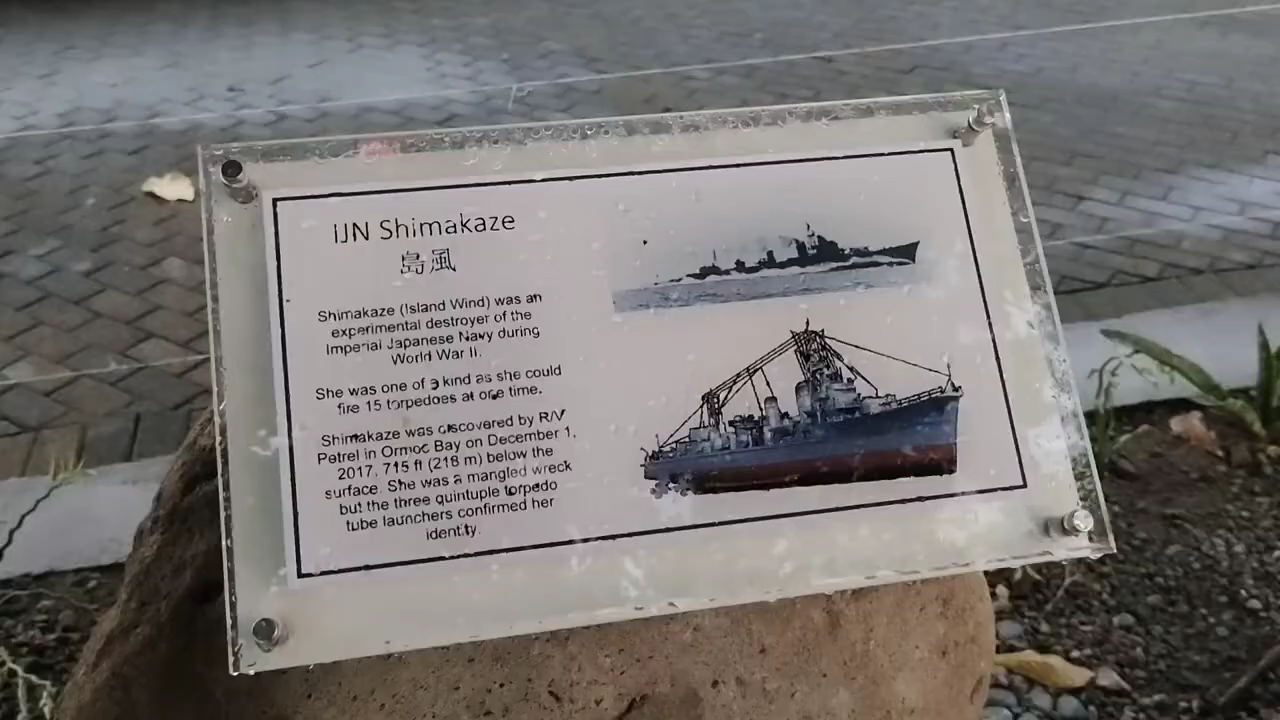 IJN Shimakaze
島風
Shimakaze (Island Wind) was an
experimental destroyer of the
Imperial Japanese Navy during
World War II.
She was one of a kind as she could
fire 15 torpedoes at one time.
Shimakaze was discovered by R/V
Petrel in Ormoc Bay on December 1,
2017, 715 ft (218 m) below the
surface. She was a mangled wreck
but the three quintuple torpedo
tube launchers confirmed her
identity.